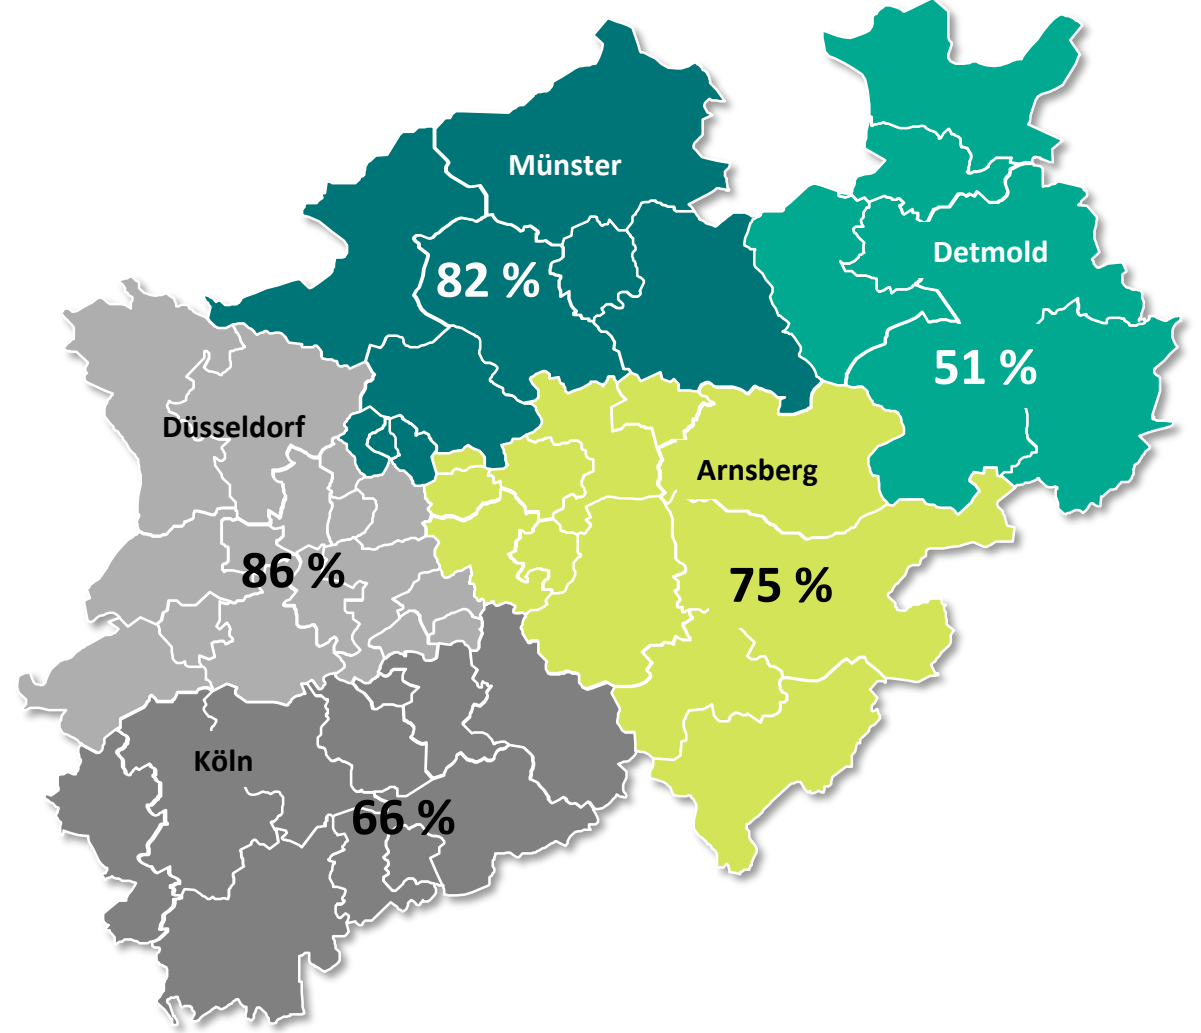 Münster
82 %
Detmold
51 %
Düsseldorf
86 %
Arnsberg
75 %
Köln
66 %